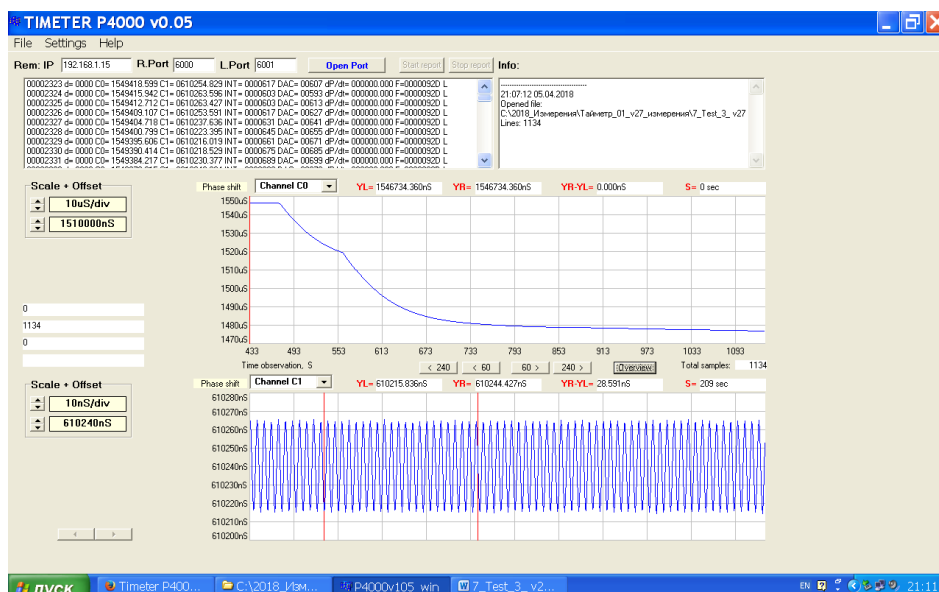 TIMETER P4000 v0.05
File Settings Help
Rem: IP 192.168.1.15 R.Port 6000 L.Port 6001 Open Port Start report Stop report Info:
00002323 d= 0000 C0= 1549418.599 C1= 0610254.829 INT= 0000617 DAC= 00607 dP/dt= 000000.000 F=0000092D L
00002324 d= 0000 C0= 1549415.942 C1= 0610263.596 INT= 0000603 DAC= 00593 dP/dt= 000000.000 F=0000092D L
00002325 d= 0000 C0= 1549412.712 C1= 0610263.427 INT= 0000603 DAC= 00613 dP/dt= 000000.000 F=0000092D L
00002326 d= 0000 C0= 1549409.107 C1= 0610253.591 INT= 0000617 DAC= 00627 dP/dt= 000000.000 F=0000092D L
00002327 d= 0000 C0= 1549404.718 C1= 0610237.636 INT= 0000631 DAC= 00641 dP/dt= 000000.000 F=0000092D L
00002328 d= 0000 C0= 1549400.799 C1= 0610223.395 INT= 0000645 DAC= 00655 dP/dt= 000000.000 F=0000092D L
00002329 d= 0000 C0= 1549395.606 C1= 0610216.019 INT= 0000661 DAC= 00671 dP/dt= 000000.000 F=0000092D L
00002330 d= 0000 C0= 1549390.414 C1= 0610218.529 INT= 0000675 DAC= 00685 dP/dt= 000000.000 F=0000092D L
00002331 d= 0000 C0= 1549384.217 C1= 0610230.377 INT= 0000689 DAC= 00699 dP/dt= 000000.000 F=0000092D L
21:07:12 05.04.2018
Opened file:
C:\2018_Измерения\Тайметр_01_v27_измерения\7_Test_3_ v27
Lines: 1134
Scale + Offset
10uS/div
1510000nS
Phase shift Channel C0 YL= 1546734.360nS YR= 1546734.360nS YR-YL= 0.000nS S= 0 sec
1550uS
1540uS
1530uS
1520uS
1510uS
1500uS
1490uS
1480uS
1470uS
433 493 553 613 673 733 793 853 913 973 1033 1093
0
1134
0
Time observation, S < 240 < 60 60 > 240 > :Overview: Total samples: 1134
Scale + Offset
10nS/div
610240nS
Phase shift Channel C1 YL= 610215.836nS YR= 610244.427nS YR-YL= 28.591nS S= 209 sec
610280nS
610270nS
610260nS
610250nS
610240nS
610230nS
610220nS
610210nS
610200nS
< >
пуск Timeter P400... C:\2018_Изм... P4000v105_win 7_Test_3_ v2... EN 21:11